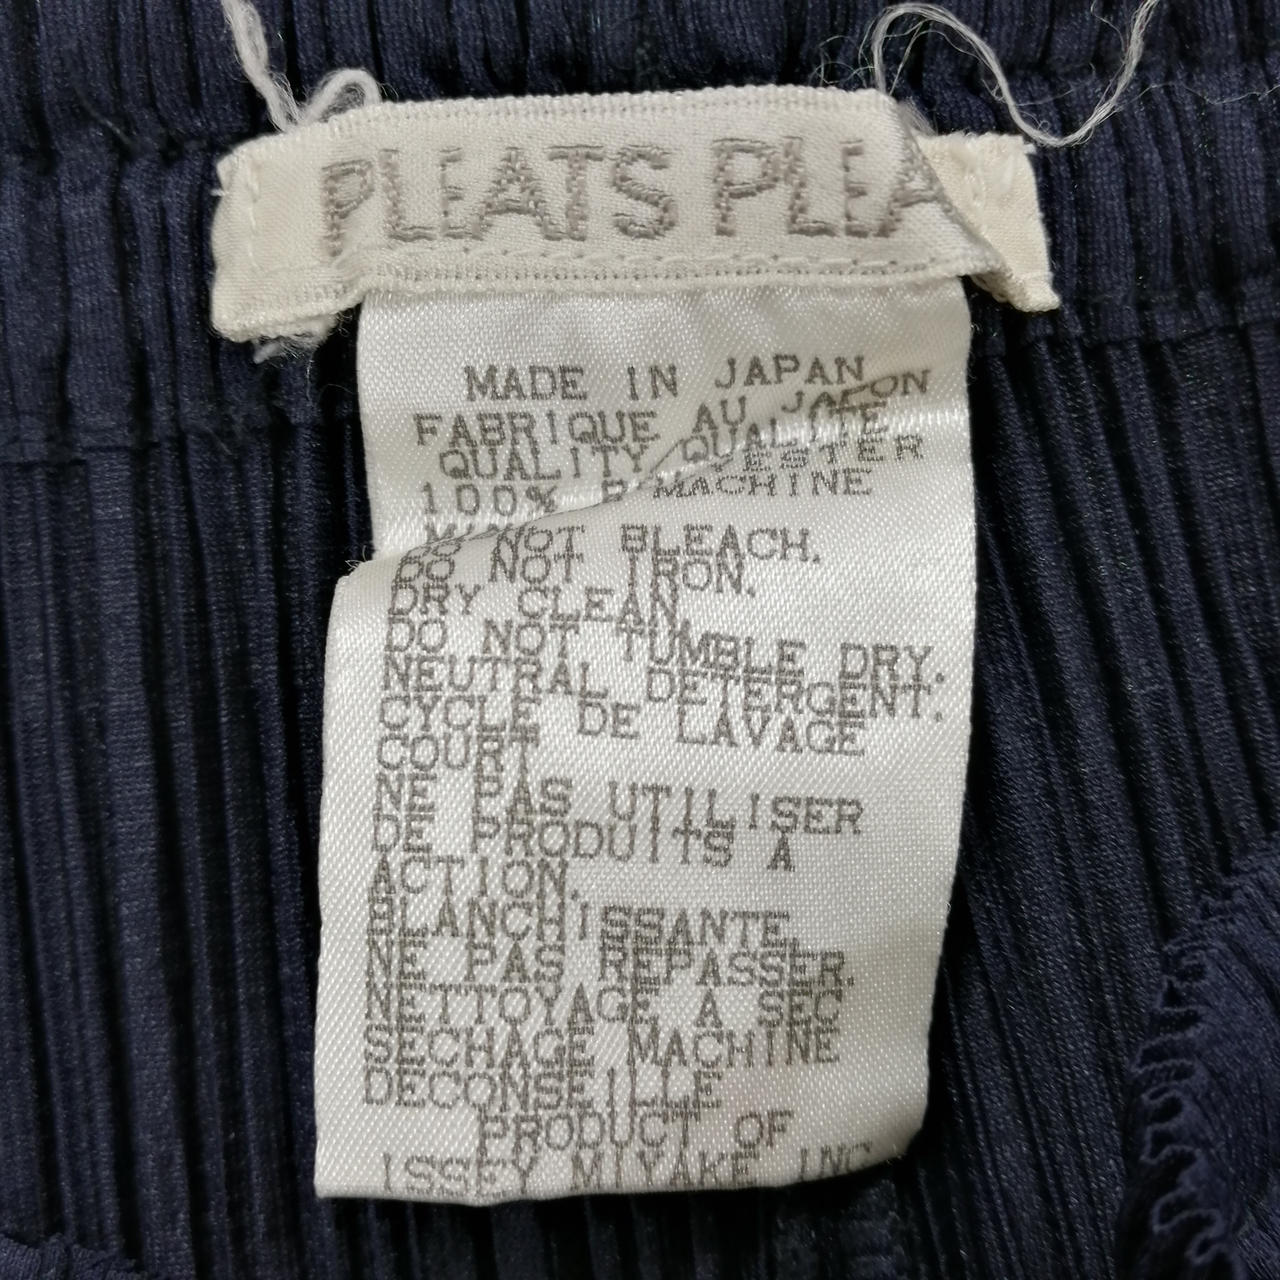 PLEATS PLEA
MADE IN JAPAN
FABRIQUE AU JAPON
QUALITY QUALITE
100%
MACHINE
DO NOT BLEACH.
DO NOT IRON.
DRY CLEAN
DO NOT TUMBLE DRY.
NEUTRAL DETERGENT.
CYCLE DE LAVAGE
COURT
NE PAS UTILISER
DE PRODUITS A
ACTION.
BLANCHISSANTE,
NE PAS REPASSER.
NETTOYAGE A SEC
SECHAGE MACHINE
DECONSEILLE
PRODUCT OF
ISSEY MIYAKE INC